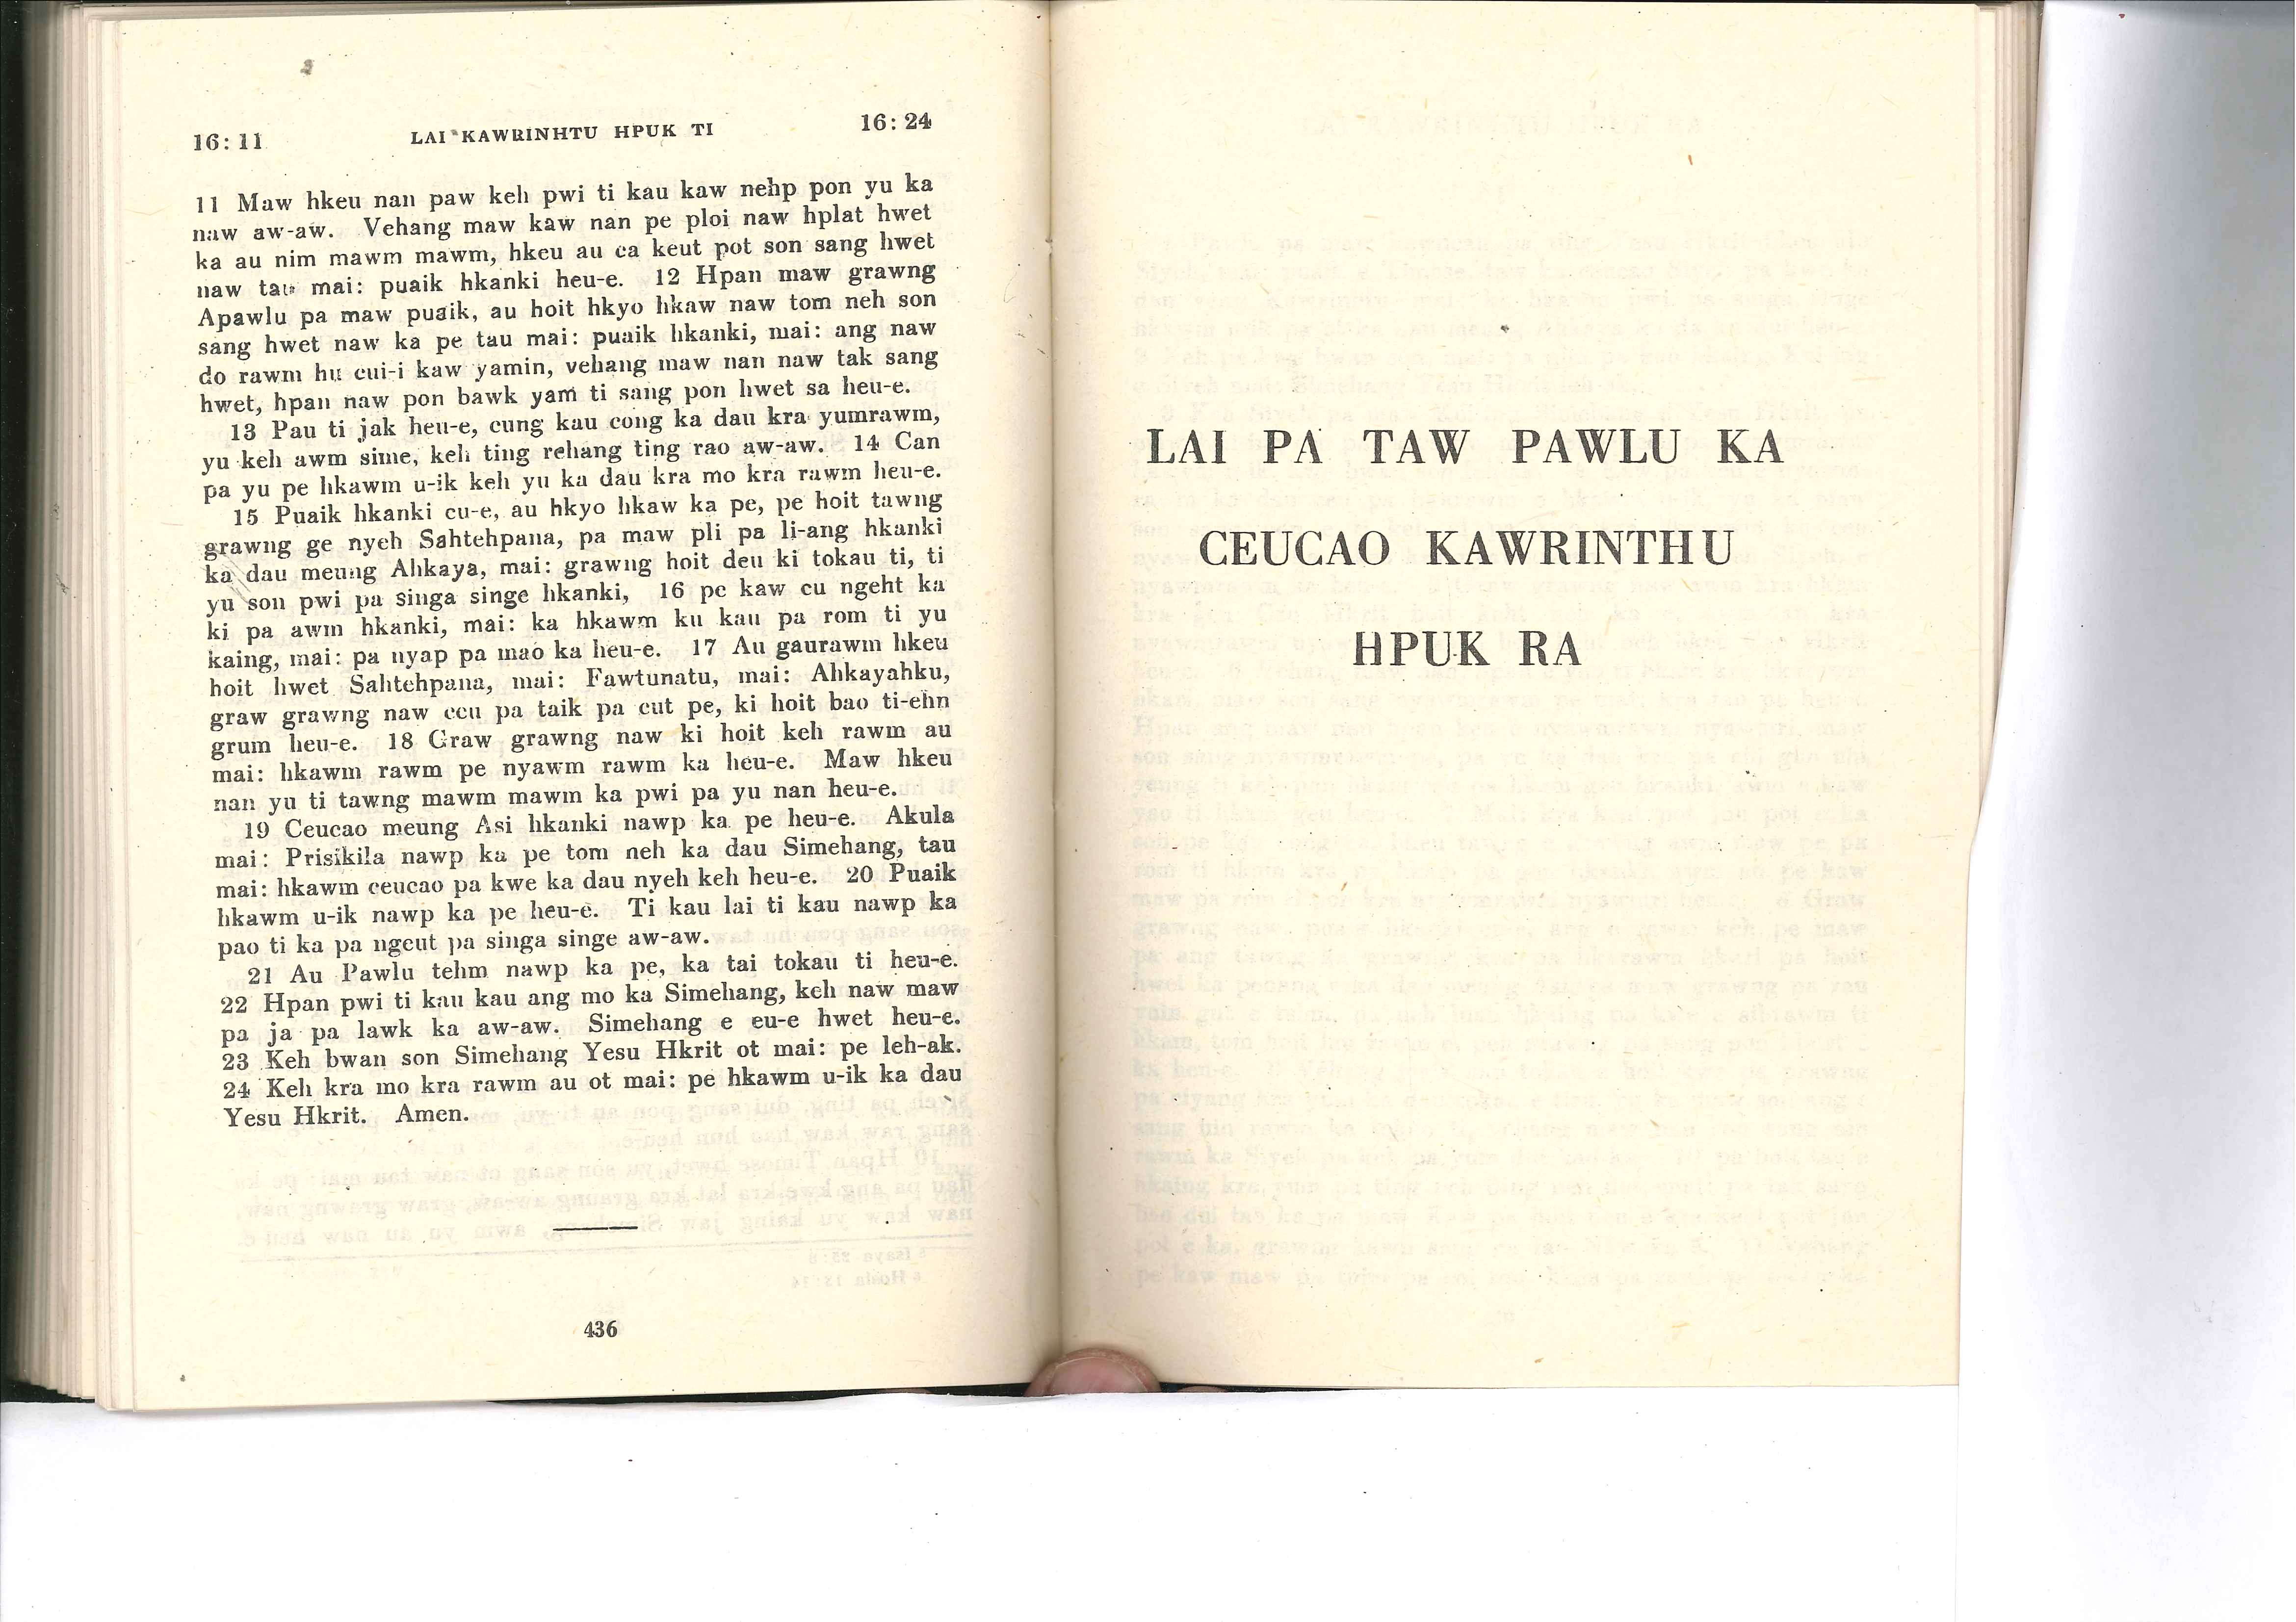 16: 11 LAI KAWRINHTU HPUK TI 16: 24
11 Maw hkeu nan paw keh pwi ti kau kaw nehp pon yu ka
naw aw-aw. Vehang maw kaw nan pe ploi naw hplat hwet
ka au nim mawm mawm, hkeu au ca keut pot son sang hwet
naw tau mai: puaik hkanki heu-e. 12 Hpan maw grawng
Apawlu pa maw puaik, au hoit hkyo hkaw naw tom neh son
sang hwet naw ka pe tau mai: puaik hkanki, mai: ang naw
do rawm hu cui-i kaw yamin, vehang maw nan naw tak sang
hwet, hpan naw pon bawk yam ti sang pon hwet sa heu-e.
13 Pau ti jak heu-e, cung kau cong ka dau kra yumrawm,
yu keh awm sime, keh ting rehang ting rao aw-aw. 14 Can
pa yu pe hkawm u-ik keh yu ka dau kra mo kra rawm heu-e.
15 Puaik hkanki cu-e, au hkyo hkaw ka pe, pe hoit tawng
grawng ge nyeh Sahtehpana, pa maw pli pa li-ang hkanki
ka dau meung Ahkaya, mai: grawng hoit deu ki tokau ti, ti
yu son pwi pa singa singe hkanki, 16 pe kaw cu ngeht ka
ki pa awm hkanki, mai: ka hkawm ku kau pa rom ti yu
kaing, mai: pa nyap pa mao ka heu-e. 17 Au gaurawm hkeu
hoit hwet Sahtehpana, mai: Fawtunatu, mai: Ahkayahku,
graw grawng naw ceu pa taik pa cut pe, ki hoit bao ti-ehn
grum heu-e. 18 Graw grawng naw ki hoit keh rawm au
mai: hkawm rawm pe nyawm rawm ka heu-e. Maw hkeu
nan yu ti tawng mawm mawm ka pwi pa yu nan heu-e.
19 Ceucao meung Asi hkanki nawp ka pe heu-e. Akula
mai: Prisikila nawp ka pe tom neh ka dau Simehang, tau
mai: hkawm ceucao pa kwe ka dau nyeh keh heu-e. 20 Puaik
hkawm u-ik nawp ka pe heu-e. Ti kau lai ti kau nawp ka
pao ti ka pa ngeut pa singa singe aw-aw.
21 Au Pawlu tehm nawp ka pe, ka tai tokau ti heu-e.
22 Hpan pwi ti kau kau ang mo ka Simehang, keh naw maw
pa ja pa lawk ka aw-aw. Simehang e eu-e hwet heu-e.
23 Keh bwan son Simehang Yesu Hkrit ot mai: pe leh-ak.
24 Keh kra mo kra rawm au ot mai: pe hkawm u-ik ka dau
Yesu Hkrit. Amen.
436
LAI PA TAW PAWLU KA
CEUCAO KAWRINTHU
HPUK RA